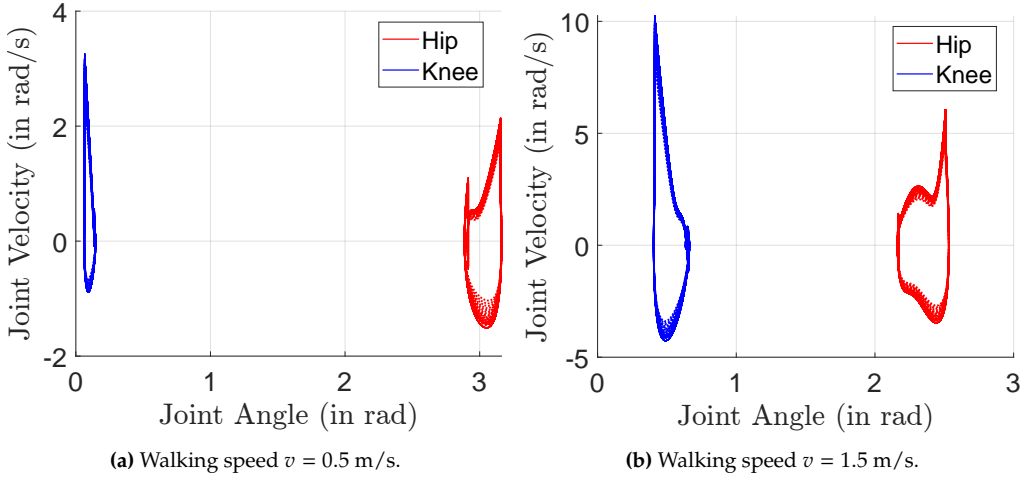 4
2
0
-2
Joint Velocity (in rad/s)
Hip
Knee
0
1
2
3
Joint Angle (in rad)
(a) Walking speed v = 0.5 m/s.
10
5
0
-5
Joint Velocity (in rad/s)
Hip
Knee
0
1
2
3
Joint Angle (in rad)
(b) Walking speed v = 1.5 m/s.